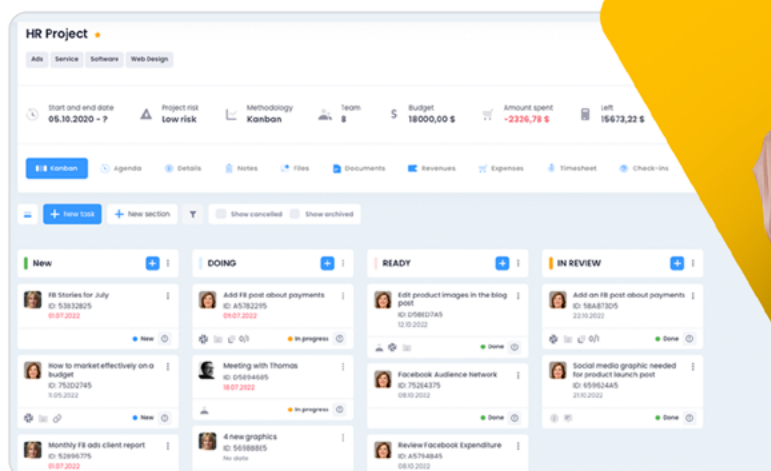 HR Project
Ads Service Software Web Design
Start and end date Project risk Methodology Team Budget Amount spent Left
05.10.2020 - ? Low risk Kanban 8 18000,00 $ -2326,78 $ 15673,22 $
Kanban Agenda Details Notes Files Documents Revenues Expenses Timesheet Check-ins
+ New task + New section Show cancelled Show archived
New
FB Stories for July
ID: 53832825
01.07.2022
New
How to market effectively on a
budget
ID: 752D2745
11.05.2022
New
Monthly FB ads client report
ID: 52896775
01.07.2022
DOING
Add FB post about payments
ID: A5782295
09.07.2022
0/1 In progress
Meeting with Thomas
ID: D5894685
18.07.2022
In progress
4 new graphics
ID: 569888E5
No date
READY
Edit product images in the blog
post
ID: D58ED7A5
12.10.2022
Done
Facebook Audience Network
ID: 752E4375
08.10.2022
Done
Review Facebook Expenditure
ID: A5794845
08.10.2022
IN REVIEW
Add an FB post about payments
ID: 58A873D5
22.10.2022
0/1 Done
Social media graphic needed
for product launch post
ID: 659624A5
21.10.2022
Done